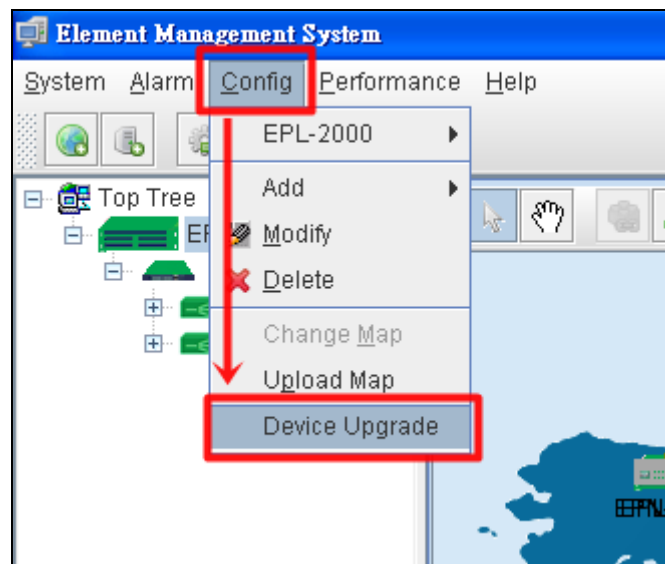 Element Management System
System Alarm Config Performance Help
EPL-2000
Add
Top Tree
Modify
Delete
Change Map
Upload Map
Device Upgrade